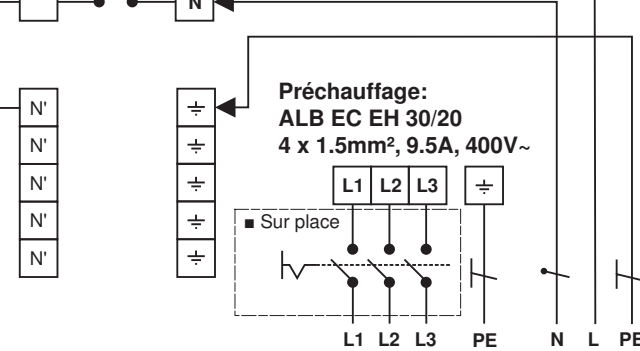 N
Préchauffage:
ALB EC EH 30/20
4 x 1.5mm², 9.5A, 400V~
N'
N'
N'
N'
N'
L1 L2 L3
■ Sur place
L1 L2 L3 PE N L PE